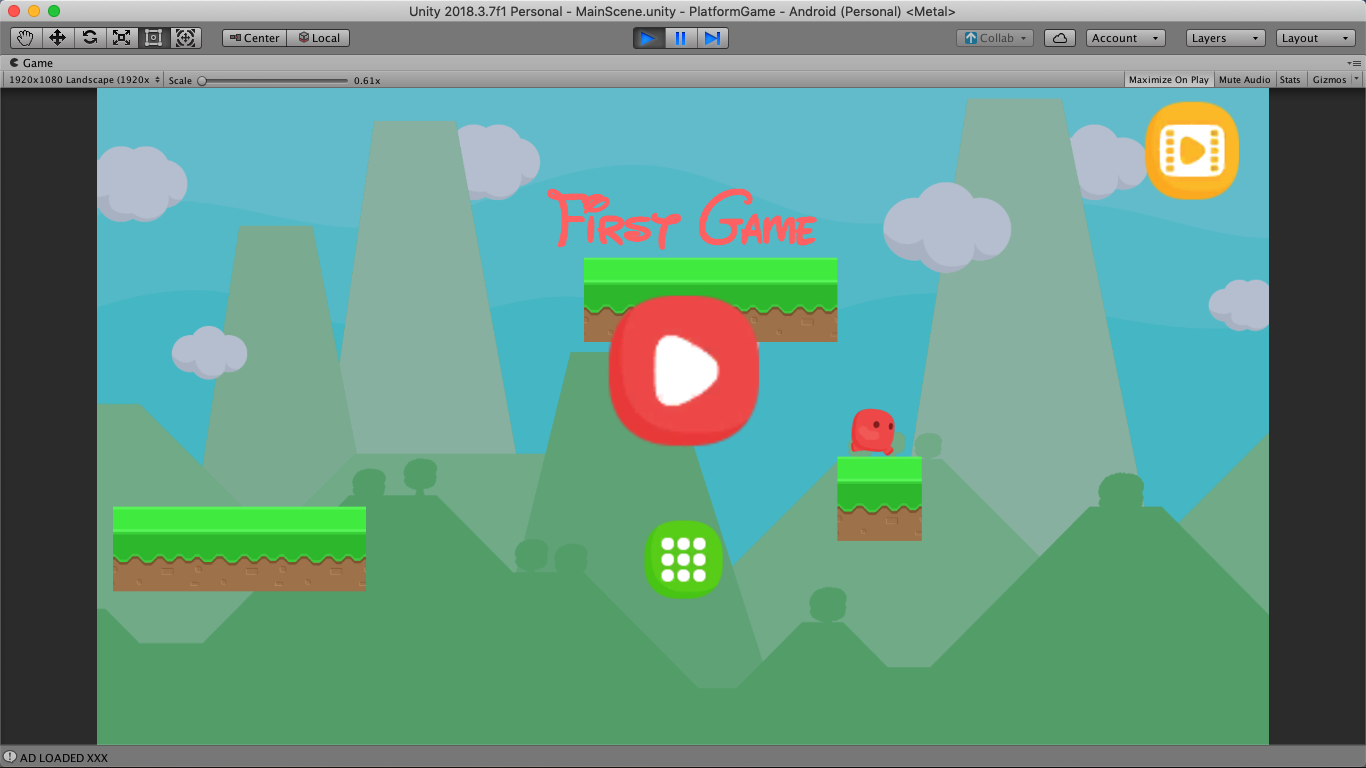 Unity 2018.3.7f1 Personal - MainScene.unity - PlatformGame - Android (Personal) <Metal>
Center Local Collab Account Layers Layout
Game
1920x1080 Landscape (1920x Scale 0.61x Maximize On Play Mute Audio Stats Gizmos
First Game
AD LOADED XXX